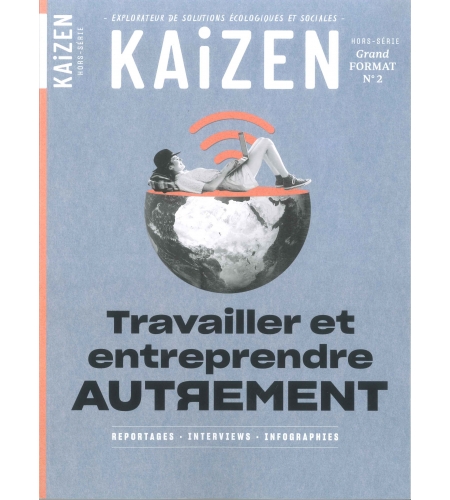 - EXPLORATEUR DE SOLUTIONS ÉCOLOGIQUES ET SOCIALES -
KAiZEN
HORS-SÉRIE
KAiZEN
HORS-SÉRIE
Grand
FORMAT
N°2
Travailler et
entreprendre
AUTЯEMENT
REPORTAGES • INTERVIEWS • INFOGRAPHIES